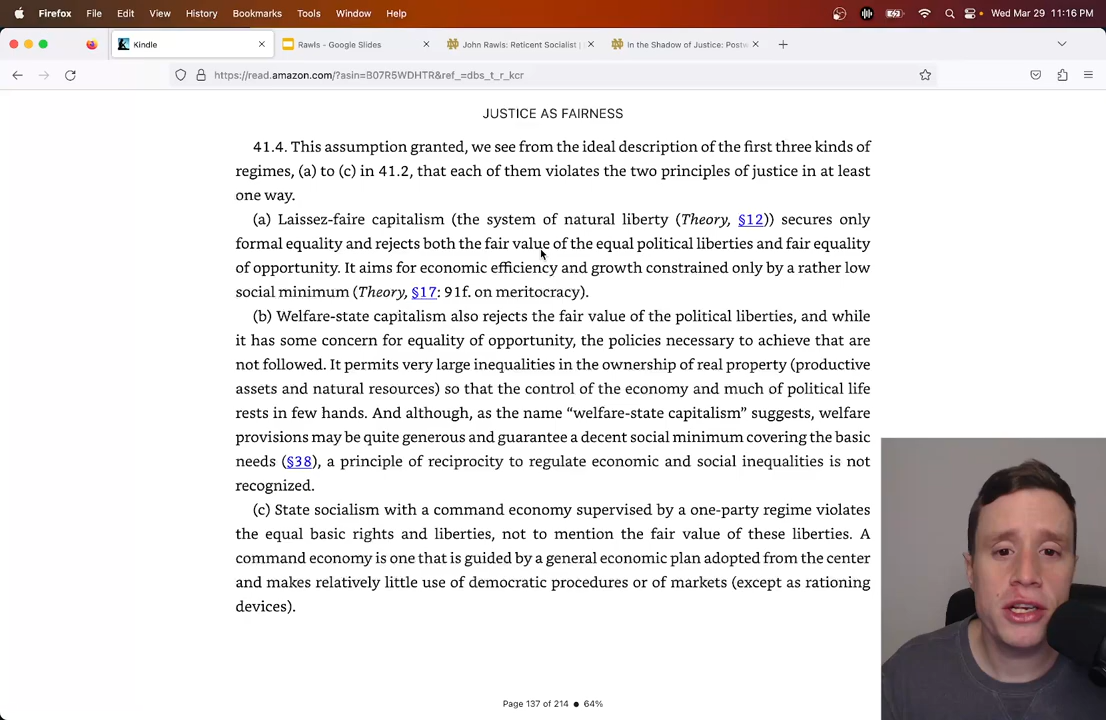 Firefox File Edit View History Bookmarks Tools Window Help Wed Mar 29 11:16 PM
Kindle Rawls - Google Slides John Rawls: Reticent Socialist | In the Shadow of Justice: Postw
https://read.amazon.com/?asin=B07R5WDHTR&ref_=dbs_t_r_kcr
JUSTICE AS FAIRNESS
41.4. This assumption granted, we see from the ideal description of the first three kinds of
regimes, (a) to (c) in 41.2, that each of them violates the two principles of justice in at least
one way.
(a) Laissez-faire capitalism (the system of natural liberty (Theory, §12)) secures only
formal equality and rejects both the fair value of the equal political liberties and fair equality
of opportunity. It aims for economic efficiency and growth constrained only by a rather low
social minimum (Theory, §17: 91f. on meritocracy).
(b) Welfare-state capitalism also rejects the fair value of the political liberties, and while
it has some concern for equality of opportunity, the policies necessary to achieve that are
not followed. It permits very large inequalities in the ownership of real property (productive
assets and natural resources) so that the control of the economy and much of political life
rests in few hands. And although, as the name “welfare-state capitalism” suggests, welfare
provisions may be quite generous and guarantee a decent social minimum covering the basic
needs (§38), a principle of reciprocity to regulate economic and social inequalities is not
recognized.
(c) State socialism with a command economy supervised by a one-party regime violates
the equal basic rights and liberties, not to mention the fair value of these liberties. A
command economy is one that is guided by a general economic plan adopted from the center
and makes relatively little use of democratic procedures or of markets (except as rationing
devices).
Page 137 of 214 ● 64%